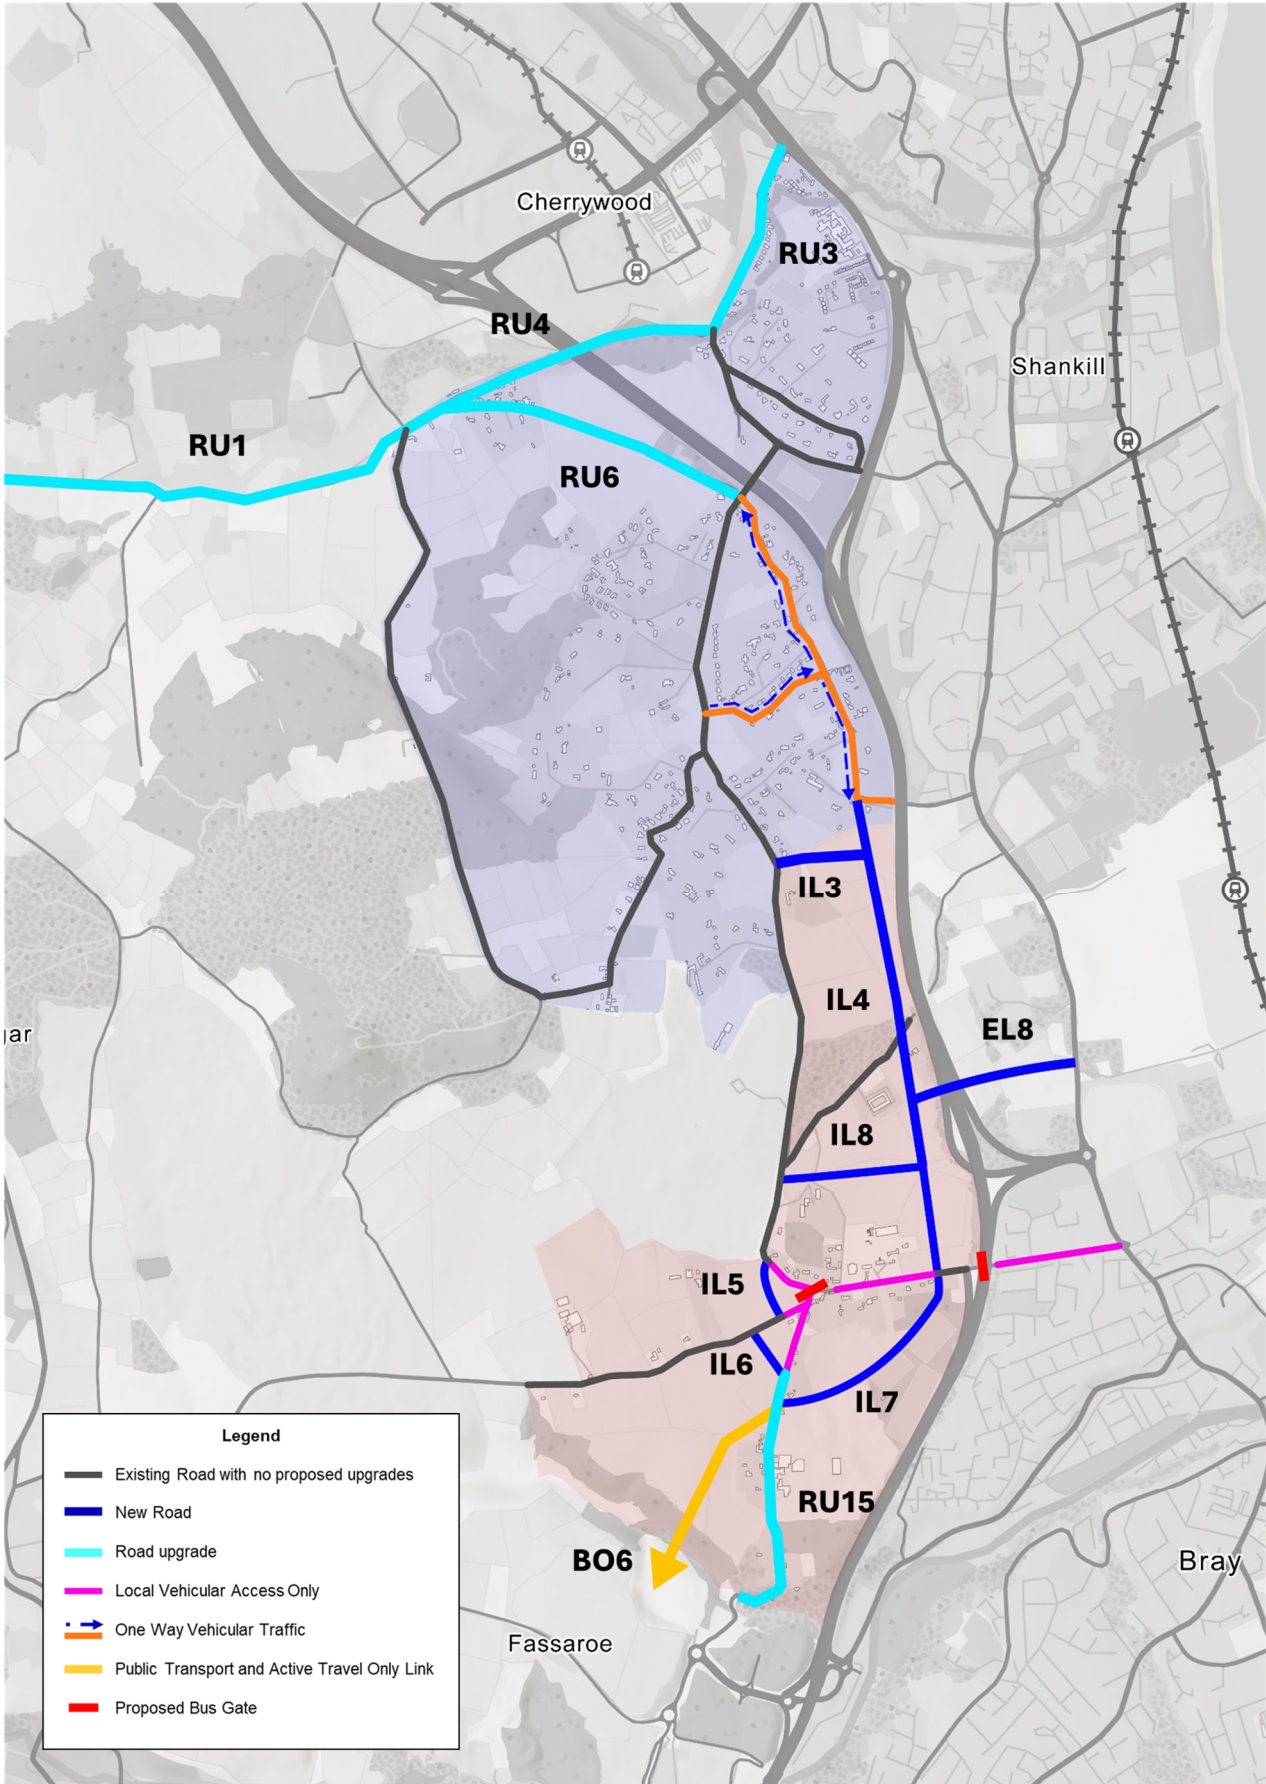 Cherrywood
RU3
RU4
Shankill
RU1
RU6
IL3
IL4
EL8
gar
IL8
IL5
IL6
IL7
RU15
BO6
Bray
Fassaroe
Legend
Existing Road with no proposed upgrades
New Road
Road upgrade
Local Vehicular Access Only
One Way Vehicular Traffic
Public Transport and Active Travel Only Link
Proposed Bus Gate